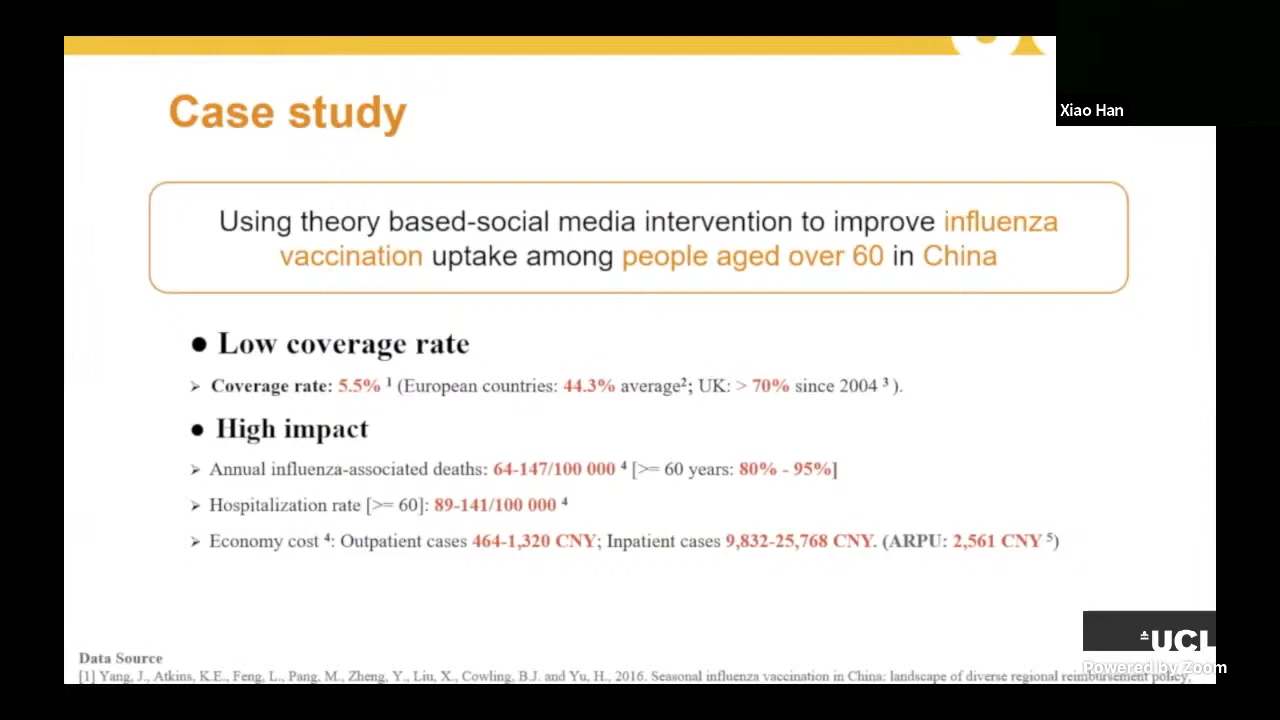 Xiao Han
Case study
Using theory based-social media intervention to improve influenza
vaccination uptake among people aged over 60 in China
● Low coverage rate
➢ Coverage rate: 5.5% ¹ (European countries: 44.3% average²; UK: > 70% since 2004 ³ ).
● High impact
➢ Annual influenza-associated deaths: 64-147/100 000 ⁴ [>= 60 years: 80% - 95%]
➢ Hospitalization rate [>= 60]: 89-141/100 000 ⁴
➢ Economy cost ⁴: Outpatient cases 464-1,320 CNY; Inpatient cases 9,832-25,768 CNY. (ARPU: 2,561 CNY ⁵)
UCL
Powered by Zoom
Data Source
[1] Yang, J., Atkins, K.E., Feng, L., Pang, M., Zheng, Y., Liu, X., Cowling, B.J. and Yu, H., 2016. Seasonal influenza vaccination in China: landscape of diverse regional reimbursement policy,